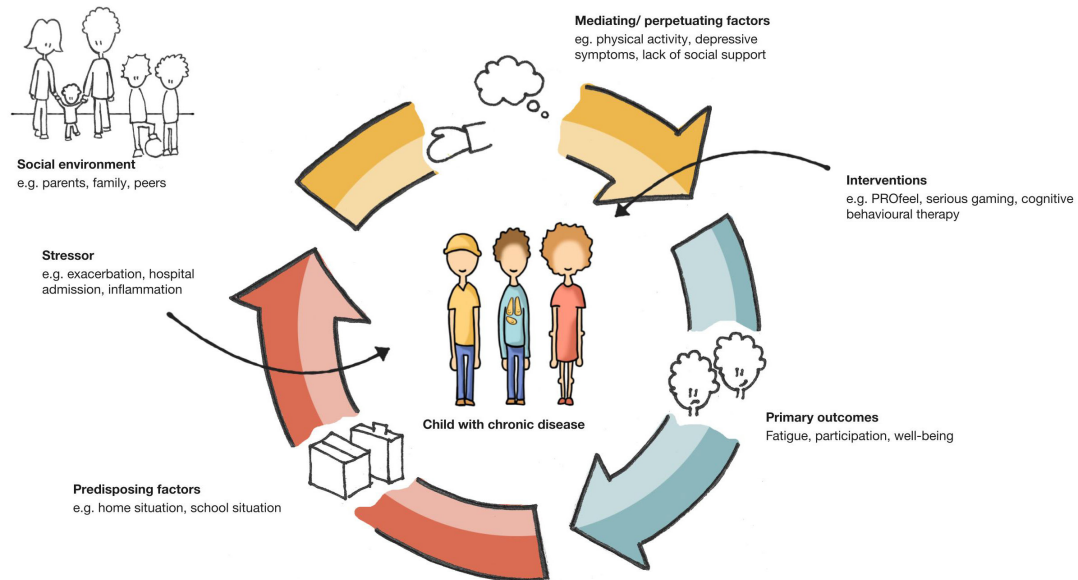 Mediating/ perpetuating factors
eg. physical activity, depressive
symptoms, lack of social support
Social environment
e.g. parents, family, peers
Interventions
e.g. PROfeel, serious gaming, cognitive
behavioural therapy
Stressor
e.g. exacerbation, hospital
admission, inflammation
Child with chronic disease
Primary outcomes
Fatigue, participation, well-being
Predisposing factors
e.g. home situation, school situation